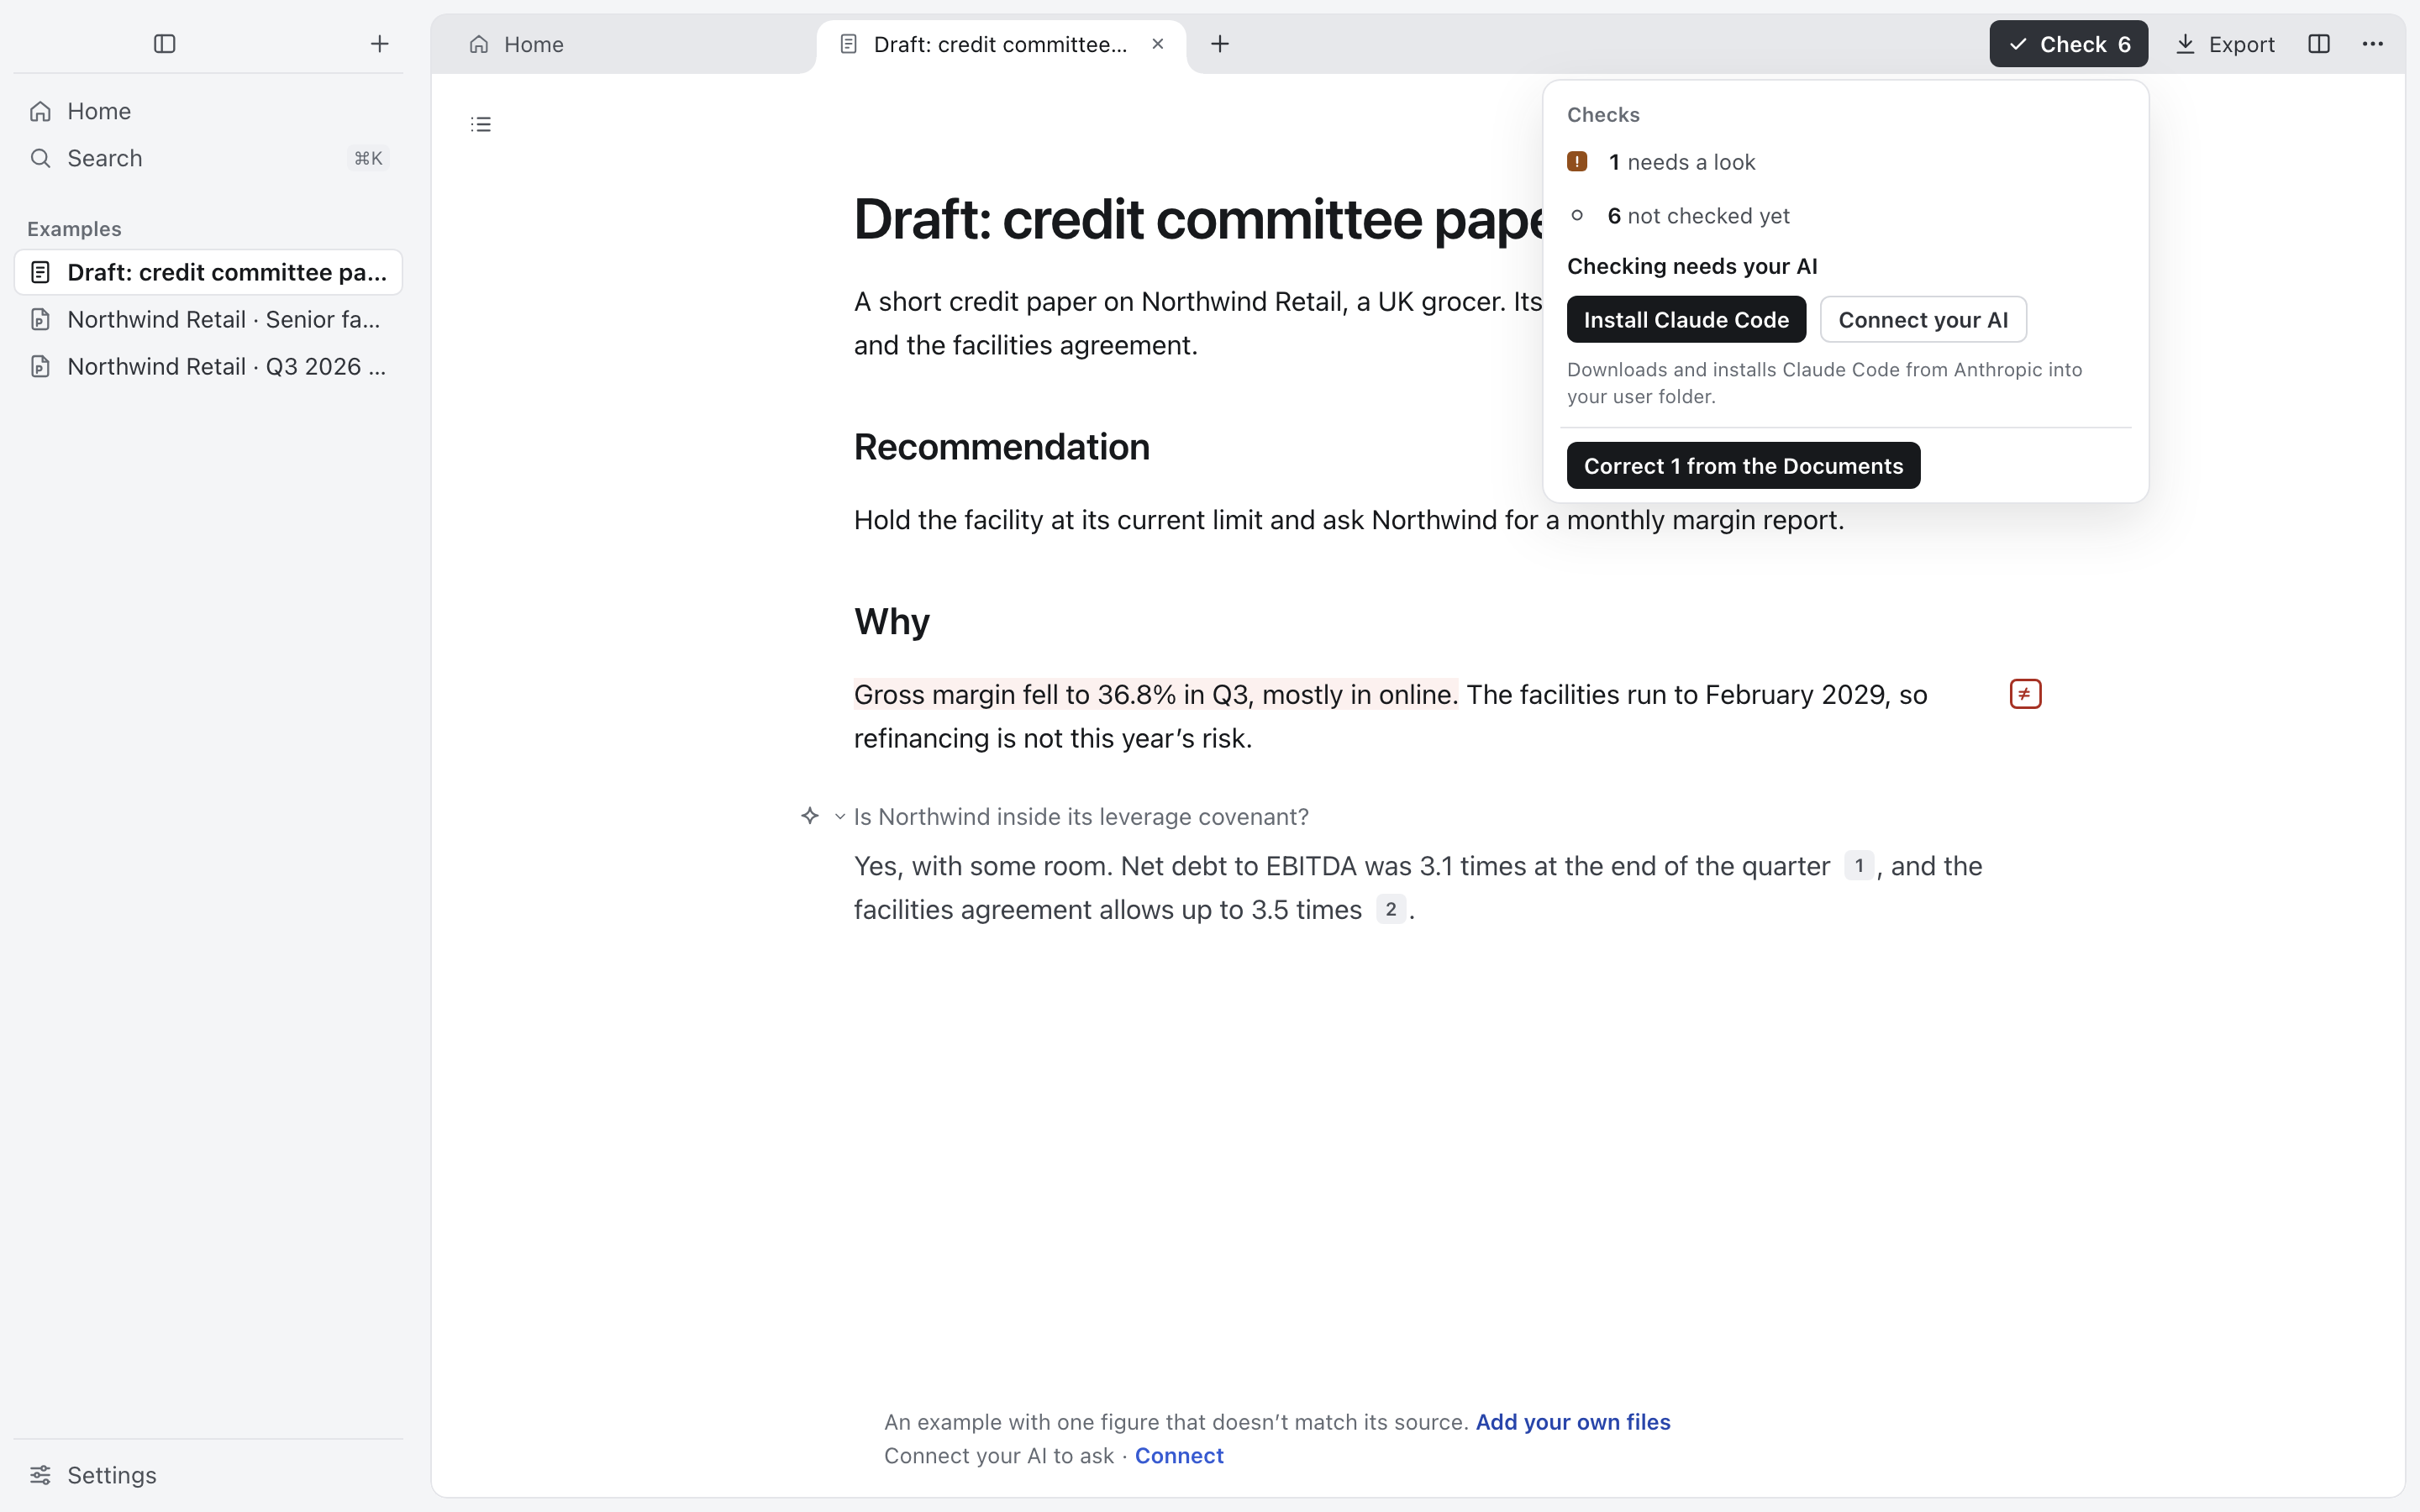 Home
Search ⌘K
Examples
Draft: credit committee pa...
Northwind Retail · Senior fa...
Northwind Retail · Q3 2026 ...
Settings
Home
Draft: credit committee...
Check 6
Export
Checks
1 needs a look
6 not checked yet
Checking needs your AI
Install Claude Code
Connect your AI
Downloads and installs Claude Code from Anthropic into
your user folder.
Correct 1 from the Documents
Draft: credit committee pape
A short credit paper on Northwind Retail, a UK grocer. Its
and the facilities agreement.
Recommendation
Hold the facility at its current limit and ask Northwind for a monthly margin report.
Why
Gross margin fell to 36.8% in Q3, mostly in online. The facilities run to February 2029, so ≠
refinancing is not this year’s risk.
Is Northwind inside its leverage covenant?
Yes, with some room. Net debt to EBITDA was 3.1 times at the end of the quarter 1, and the
facilities agreement allows up to 3.5 times 2.
An example with one figure that doesn’t match its source. Add your own files
Connect your AI to ask · Connect